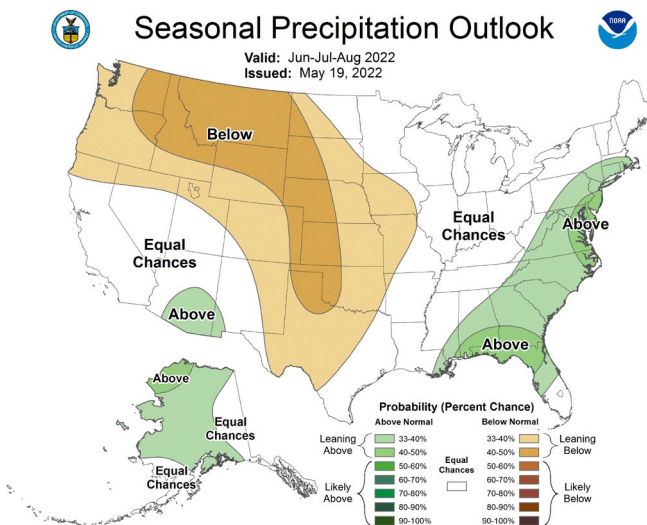 Seasonal Precipitation Outlook
NOAA
Valid: Jun-Jul-Aug 2022
Issued: May 19, 2022
Below
Equal
Chances
Equal
Chances
Above
Above
Above
Above
Equal
Chances
Equal
Chances
Probability (Percent Chance)
Above Normal
Below Normal
Leaning
Above
33-40%
40-50%
Likely
Above
50-60%
60-70%
70-80%
80-90%
90-100%
Equal
Chances
33-40%
40-50%
Leaning
Below
50-60%
60-70%
70-80%
80-90%
90-100%
Likely
Below